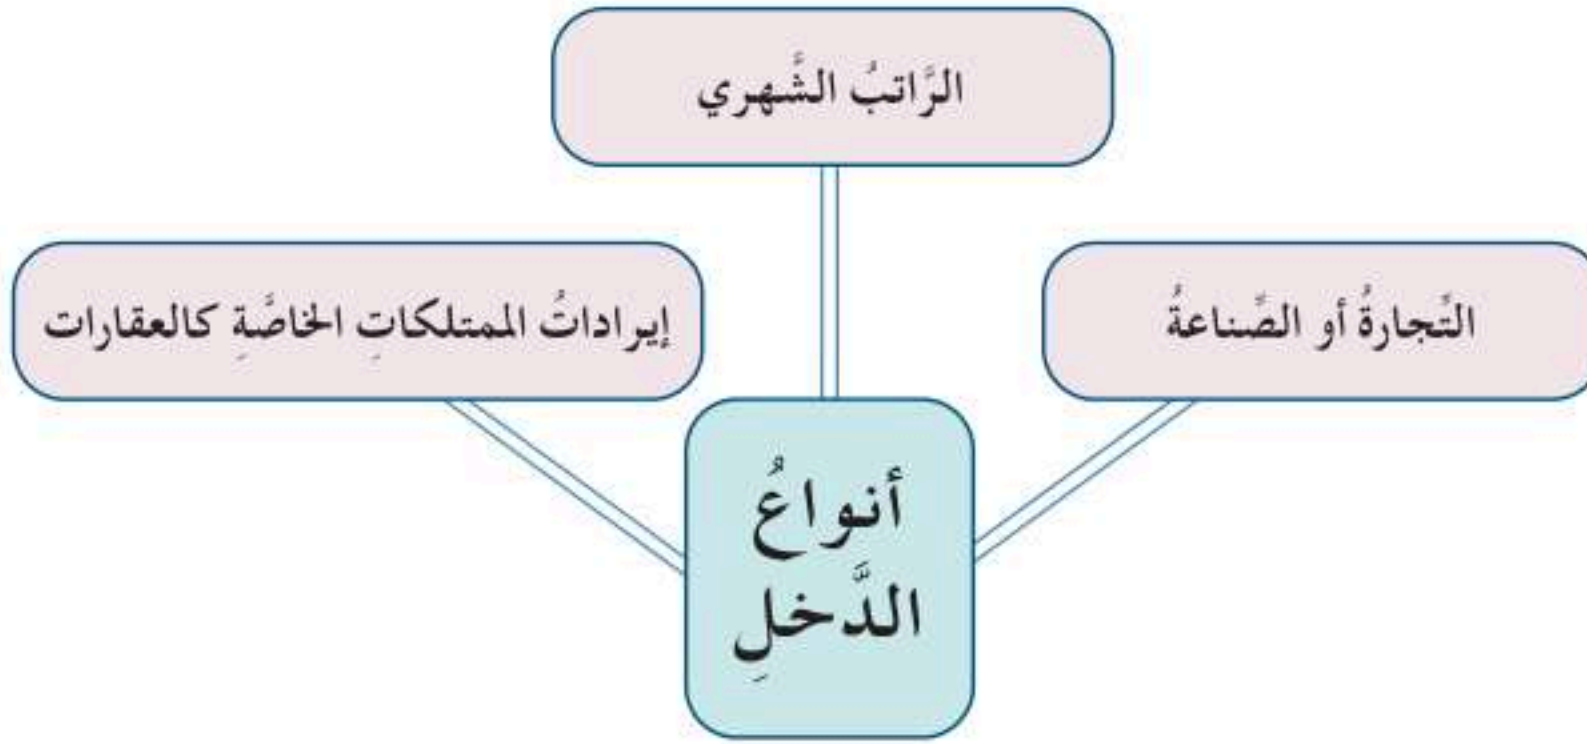 الرَّاتبُ الشَّهري
التِّجارةُ أو الصِّناعةُ
إيراداتُ الممتلكاتِ الخاصَّةِ كالعقارات
أنواعُ
الدَّخلِ